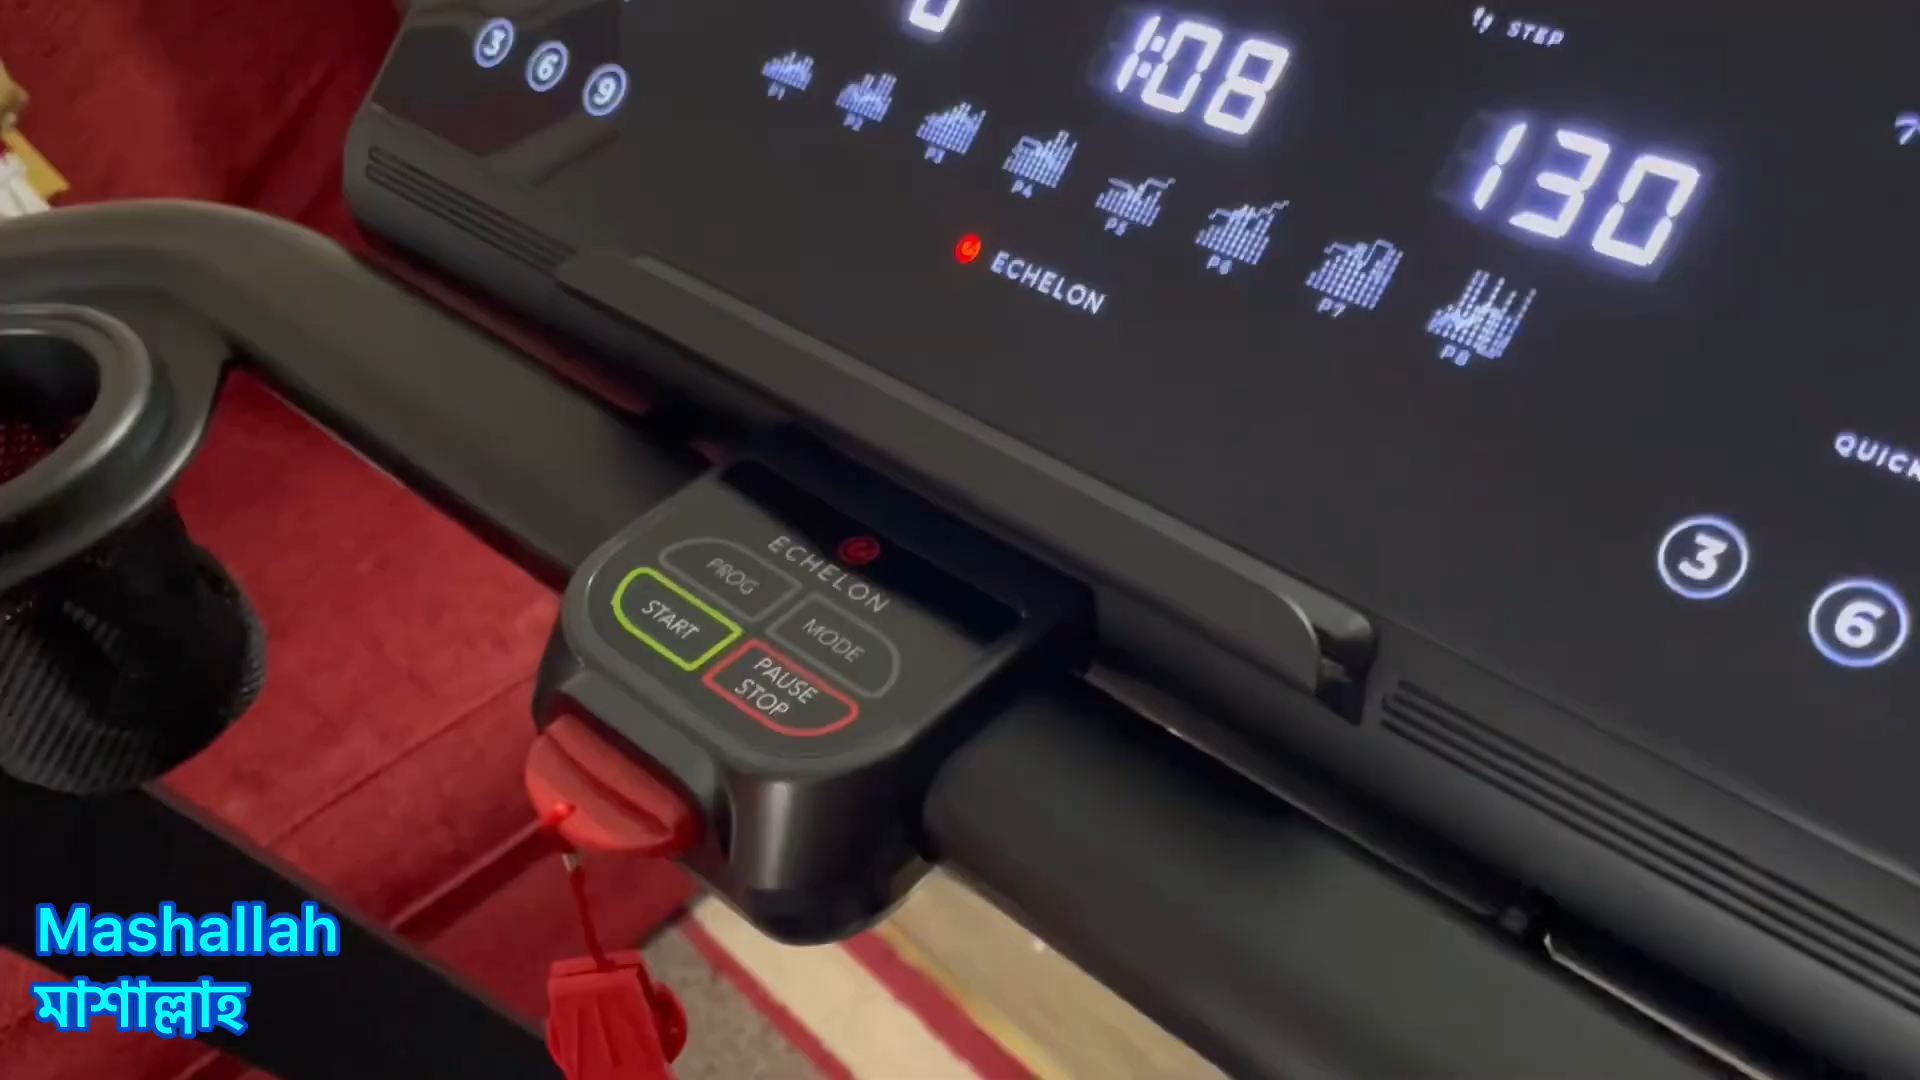 STEP
3
6
9
1:08
130
P1
P2
P3
P4
P5
P6
P7
P8
ECHELON
QUICK
3
6
ECHELON
PROG
MODE
START
PAUSE
STOP
Mashallah
মাশাল্লাহ